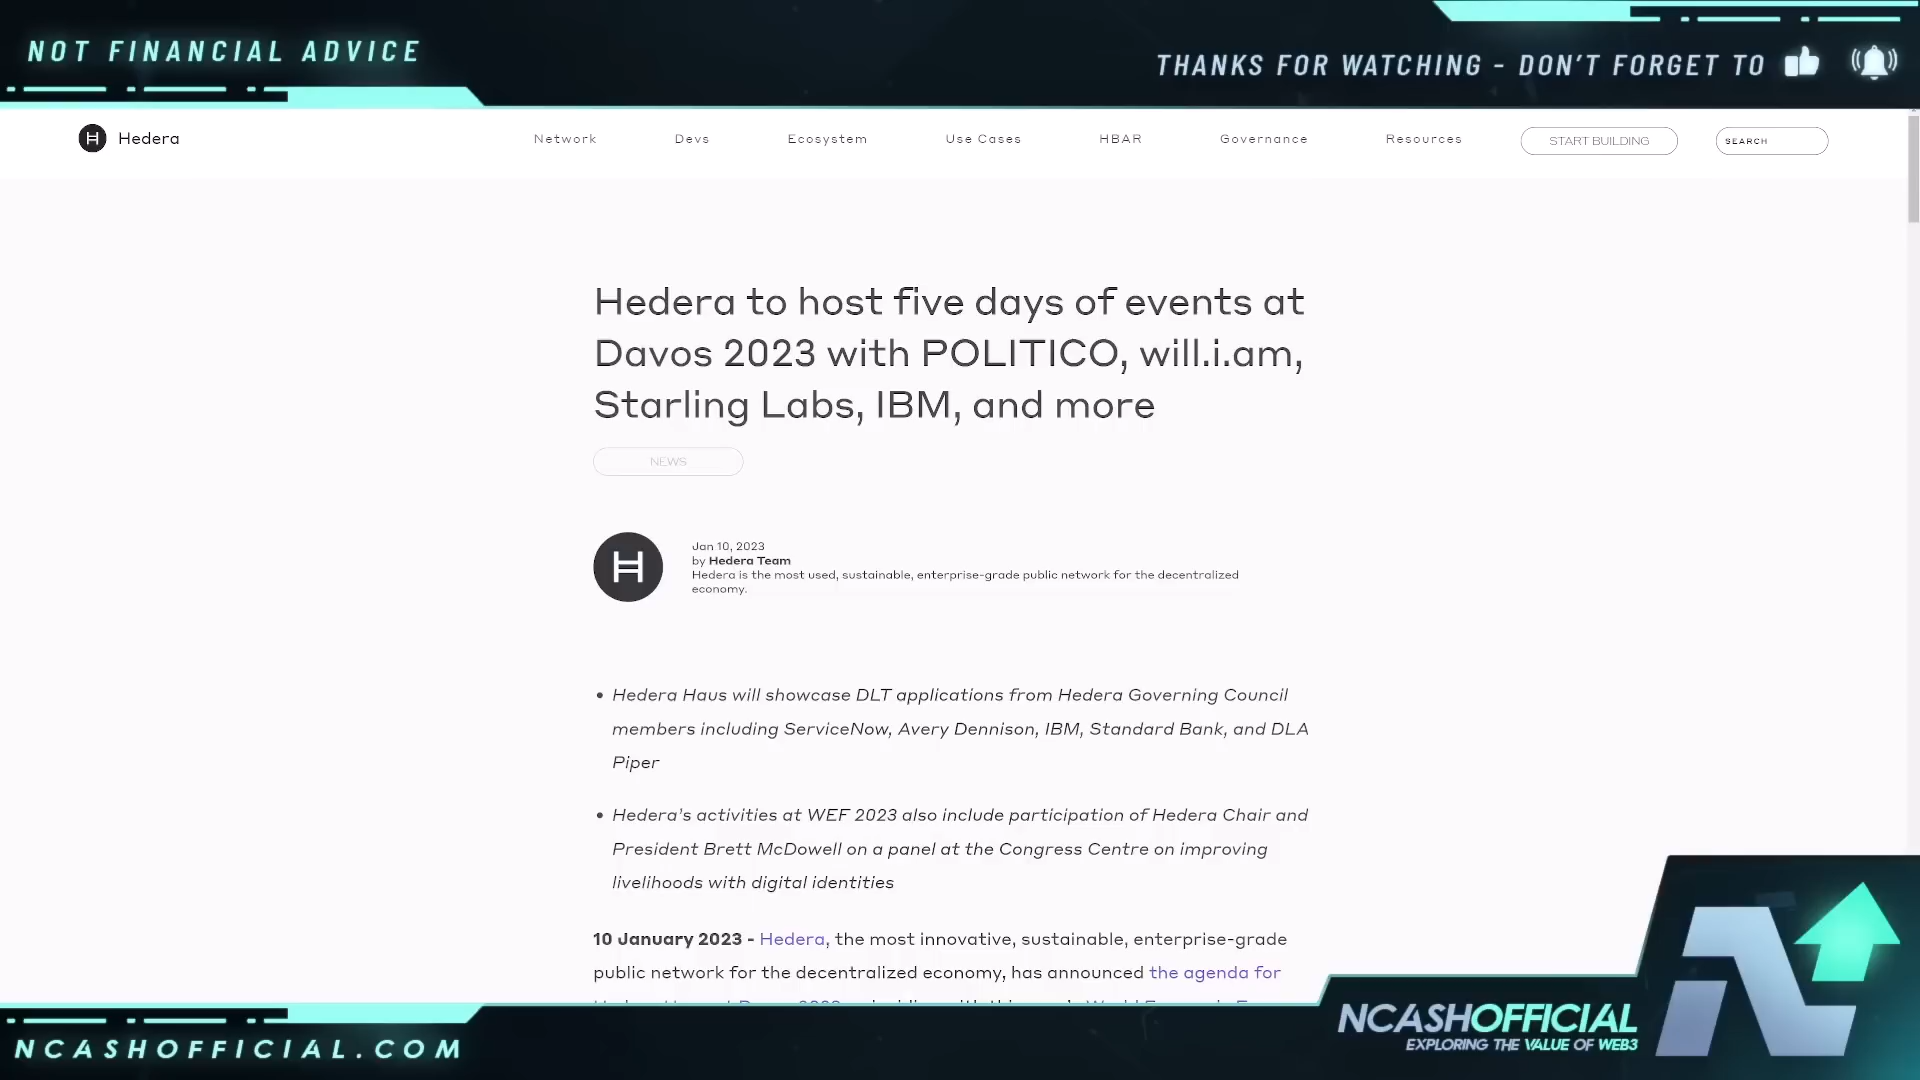 NOT FINANCIAL ADVICE
THANKS FOR WATCHING - DON'T FORGET TO
Hedera
Network
Devs
Ecosystem
Use Cases
HBAR
Governance
Resources
START BUILDING
SEARCH
Hedera to host five days of events at
Davos 2023 with POLITICO, will.i.am,
Starling Labs, IBM, and more
NEWS
Jan 10, 2023
by Hedera Team
Hedera is the most used, sustainable, enterprise-grade public network for the decentralized
economy.
• Hedera Haus will showcase DLT applications from Hedera Governing Council
members including ServiceNow, Avery Dennison, IBM, Standard Bank, and DLA
Piper
• Hedera's activities at WEF 2023 also include participation of Hedera Chair and
President Brett McDowell on a panel at the Congress Centre on improving
livelihoods with digital identities
10 January 2023 - Hedera, the most innovative, sustainable, enterprise-grade
public network for the decentralized economy, has announced the agenda for
NCASHOFFICIAL
EXPLORING THE VALUE OF WEB3
NCASHOFFICIAL.COM